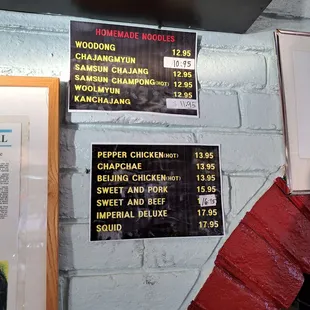 HOMEMADE NOODLES
WOODONG 12.95
CHAJANGMYUN 10.95
SAMSUN CHAJANG 12.95
SAMSUN CHAMPONG(HOT) 12.95
WOOLMYUN 12.95
KANCHAJANG 11.95
PEPPER CHICKEN(HOT) 13.95
CHAPCHAE 13.95
BEIJING CHICKEN(HOT) 13.95
SWEET AND PORK 15.95
SWEET AND BEEF
IMPERIAL DELUXE 17.95
SQUID 17.95